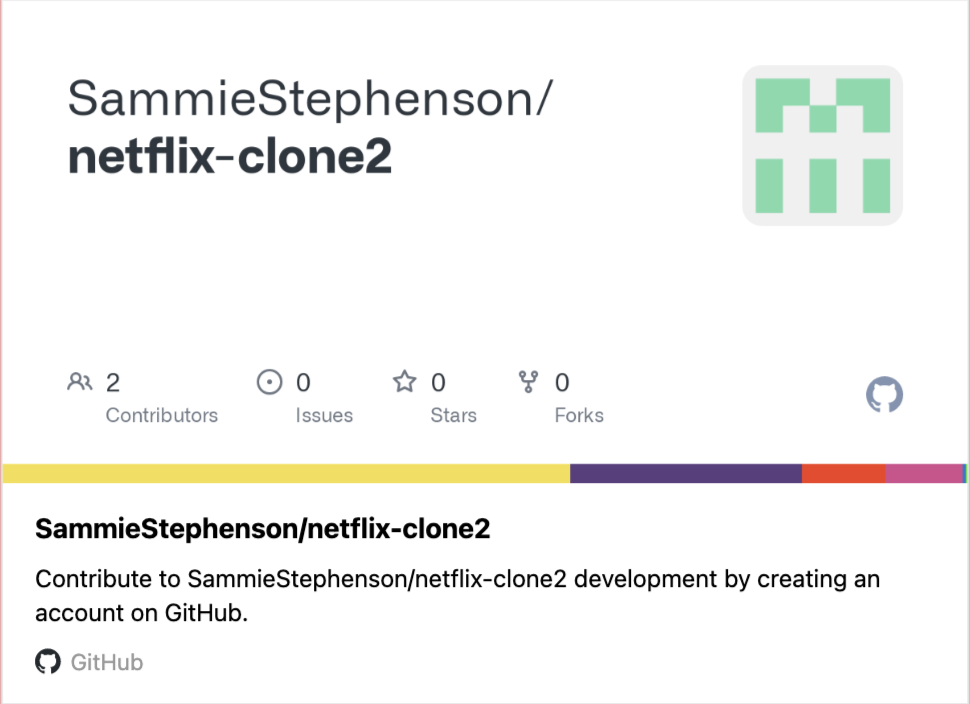 SammieStephenson/
netflix-clone2
2
Contributors
0
Issues
0
Stars
0
Forks
SammieStephenson/netflix-clone2
Contribute to SammieStephenson/netflix-clone2 development by creating an
account on GitHub.
GitHub